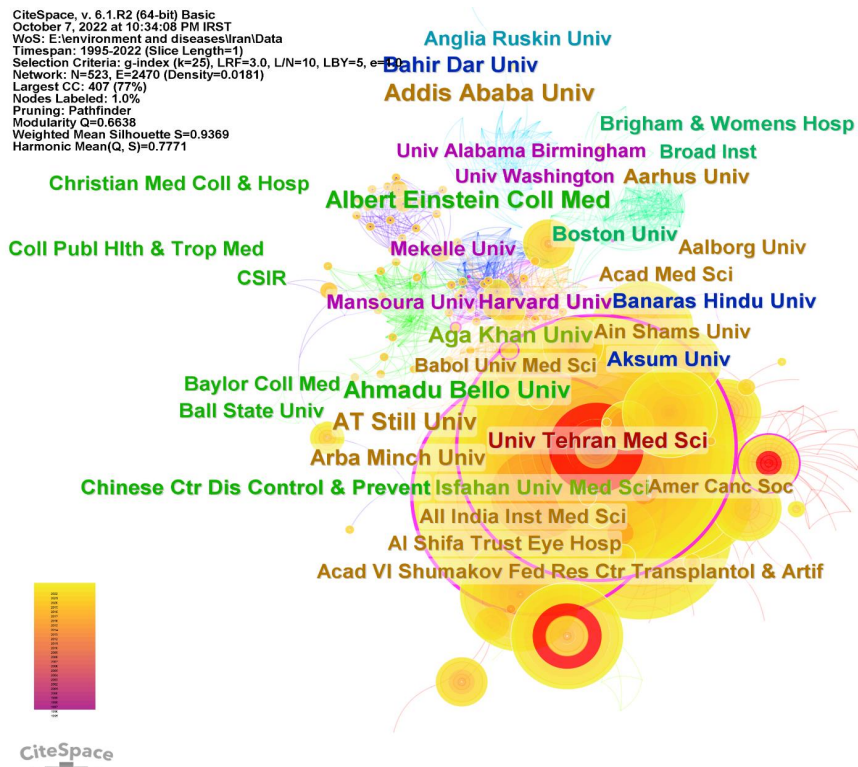 CiteSpace, v. 6.1.R2 (64-bit) Basic
October 7, 2022 at 10:34:08 PM IRST
WoS: E:\environment and diseases\Iran\Data
Timespan: 1995-2022 (Slice Length=1)
Selection Criteria: g-index (k=25), LRF=3.0, L/N=10, LBY=5, e=1.0
Network: N=523, E=2470 (Density=0.0181)
Largest CC: 407 (77%)
Nodes Labeled: 1.0%
Pruning: Pathfinder
Modularity Q=0.6638
Weighted Mean Silhouette S=0.9369
Harmonic Mean(Q, S)=0.7771
Anglia Ruskin Univ
Bahir Dar Univ
Addis Ababa Univ
Brigham & Womens Hosp
Univ Alabama Birmingham
Broad Inst
Univ Washington
Aarhus Univ
Christian Med Coll & Hosp
Albert Einstein Coll Med
Boston Univ
Coll Publ Hlth & Trop Med
Mekelle Univ
Aalborg Univ
CSIR
Acad Med Sci
Mansoura Univ
Harvard Univ
Banaras Hindu Univ
Aga Khan Univ
Ain Shams Univ
Babol Univ Med Sci
Aksum Univ
Baylor Coll Med
Ahmadu Bello Univ
Ball State Univ
AT Still Univ
Univ Tehran Med Sci
Arba Minch Univ
Chinese Ctr Dis Control & Prevent
Isfahan Univ Med Sci
Amer Canc Soc
All India Inst Med Sci
Al Shifa Trust Eye Hosp
Acad VI Shumakov Fed Res Ctr Transplantol & Artif
CiteSpace